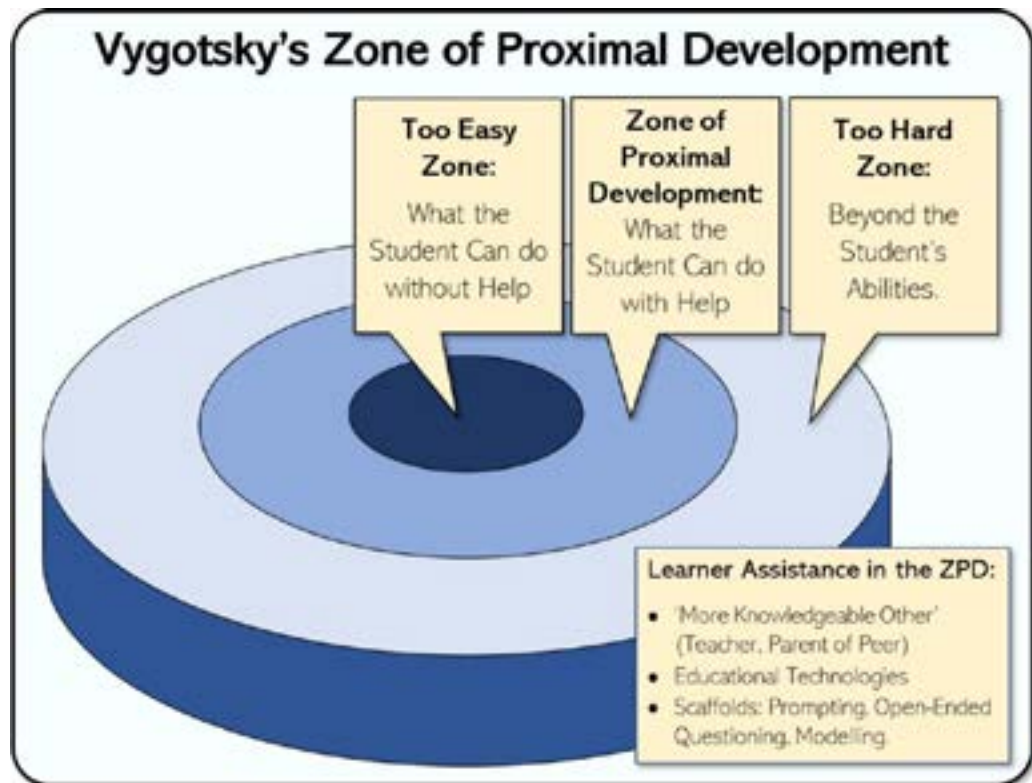 Vygotsky's Zone of Proximal Development
Too Easy
Zone:
What the
Student Can do
without Help
Zone of
Proximal
Development:
What the
Student Can do
with Help
Too Hard
Zone:
Beyond the
Student's
Abilities.
Learner Assistance in the ZPD:
• 'More Knowledgeable Other'
(Teacher, Parent of Peer)
• Educational Technologies
• Scaffolds: Prompting, Open-Ended
Questioning, Modelling.